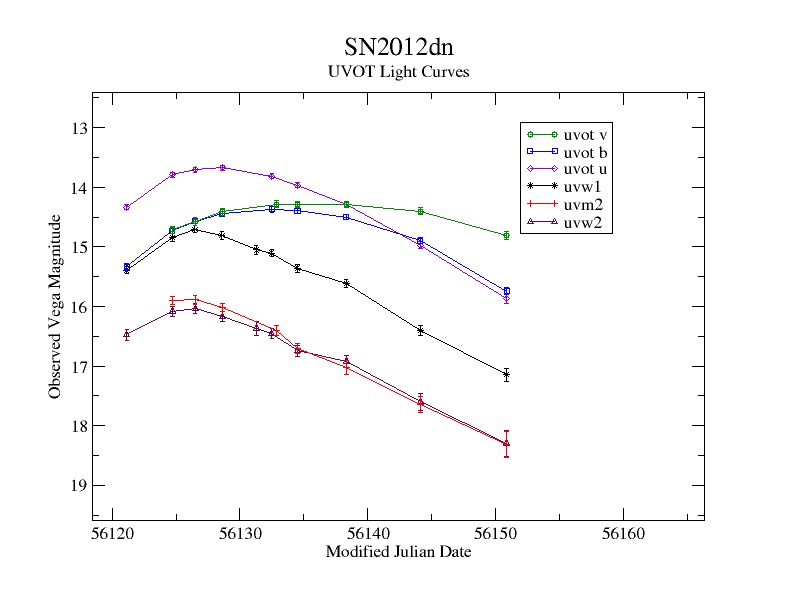 SN2012dn
UVOT Light Curves
13
14
15
16
17
18
19
Observed Vega Magnitude
uvot v
uvot b
uvot u
uvw1
uvm2
uvw2
56120 56130 56140 56150 56160
Modified Julian Date